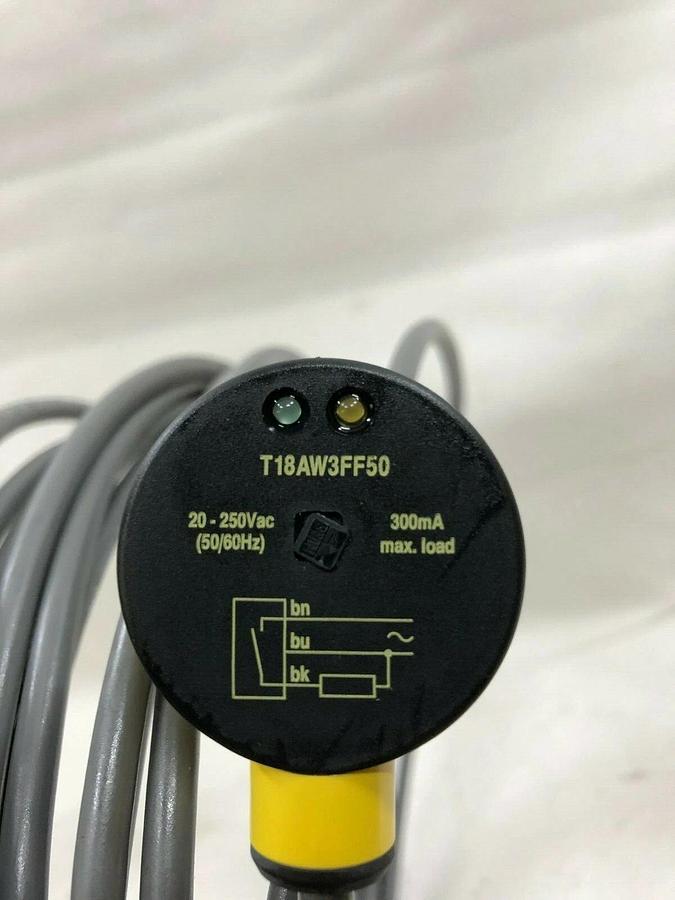 T18AW3FF50
20 - 250Vac
(50/60Hz)
300mA
max. load
bn
bu
bk
~